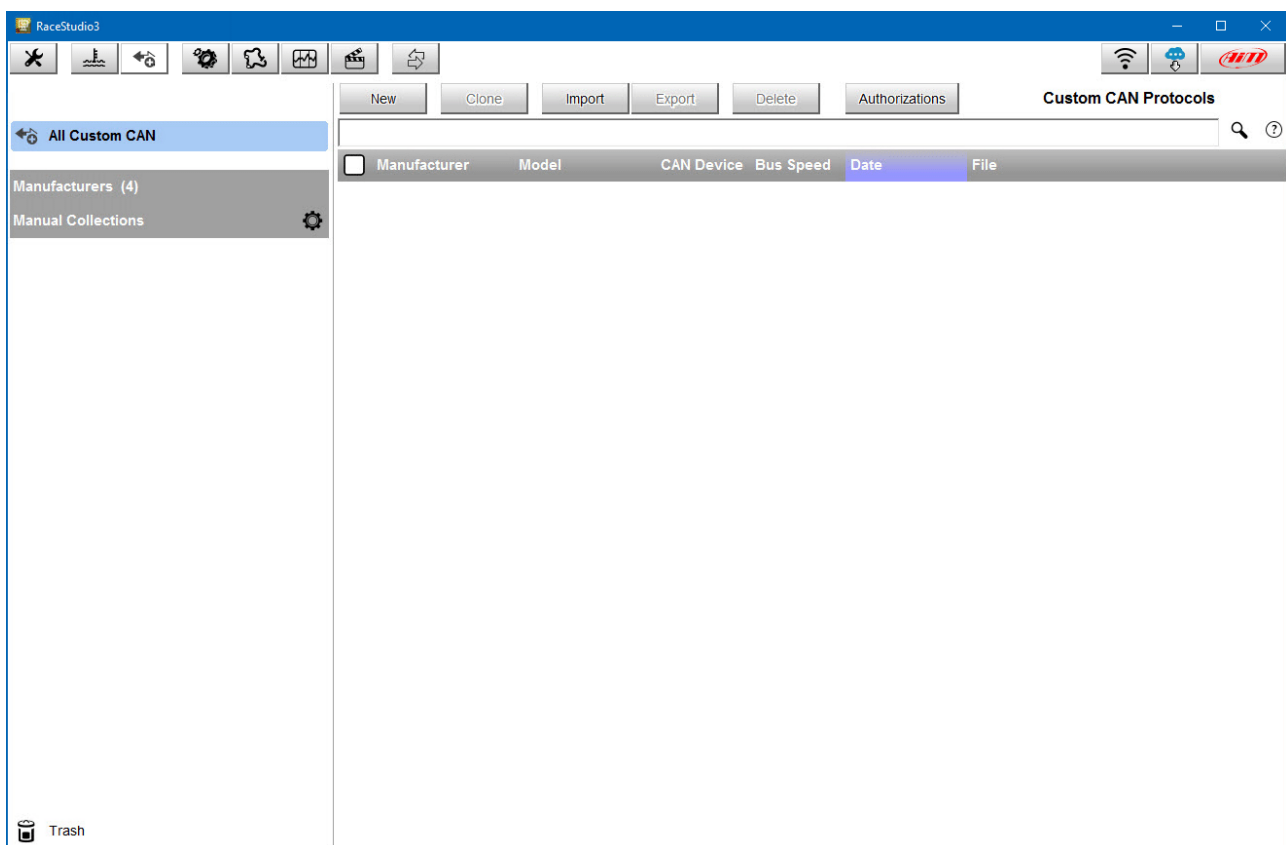 RaceStudio3
AiM
New Clone Import Export Delete Authorizations Custom CAN Protocols
All Custom CAN
Manufacturer Model CAN Device Bus Speed Date File
Manufacturers (4)
Manual Collections
Trash